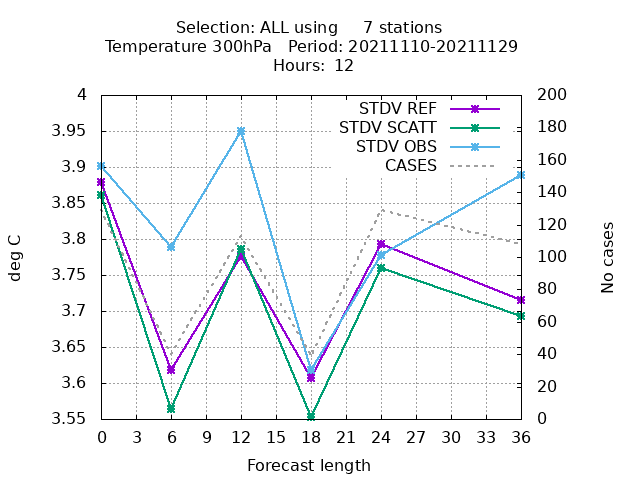 Selection: ALL using 7 stations
Temperature 300hPa Period: 20211110-20211129
Hours: 12
STDV REF
STDV SCATT
STDV OBS
CASES
4
3.95
3.9
3.85
3.8
3.75
3.7
3.65
3.6
3.55
deg C
200
180
160
140
120
100
80
60
40
20
0
No cases
0 3 6 9 12 15 18 21 24 27 30 33 36
Forecast length